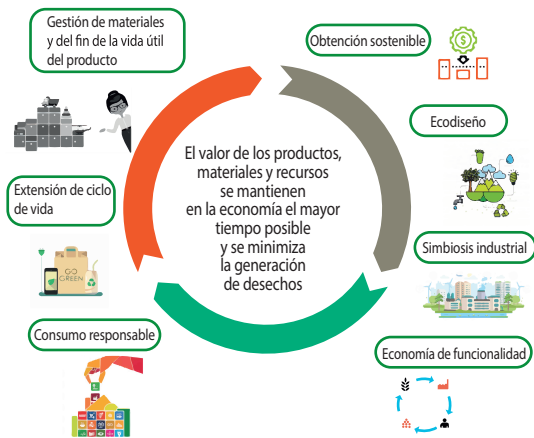 Gestión de materiales
y del fin de la vida útil
del producto
Obtención sostenible
$
Ecodiseño
El valor de los productos,
materiales y recursos
se mantienen
en la economía el mayor
tiempo posible
y se minimiza
la generación
de desechos
Extensión de ciclo
de vida
GO
GREEN
Simbiosis industrial
Consumo responsable
Economía de funcionalidad